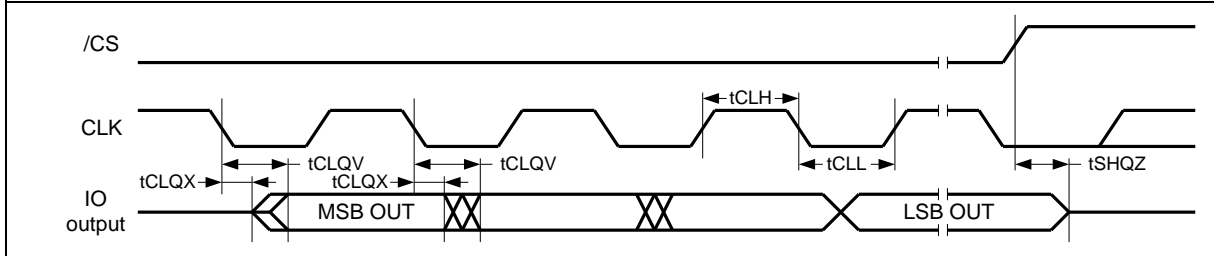 /CS
tCLH
CLK
tCLQV
tCLQV
tCLL
tSHQZ
tCLQX
tCLQX
IO
output
MSB OUT
LSB OUT